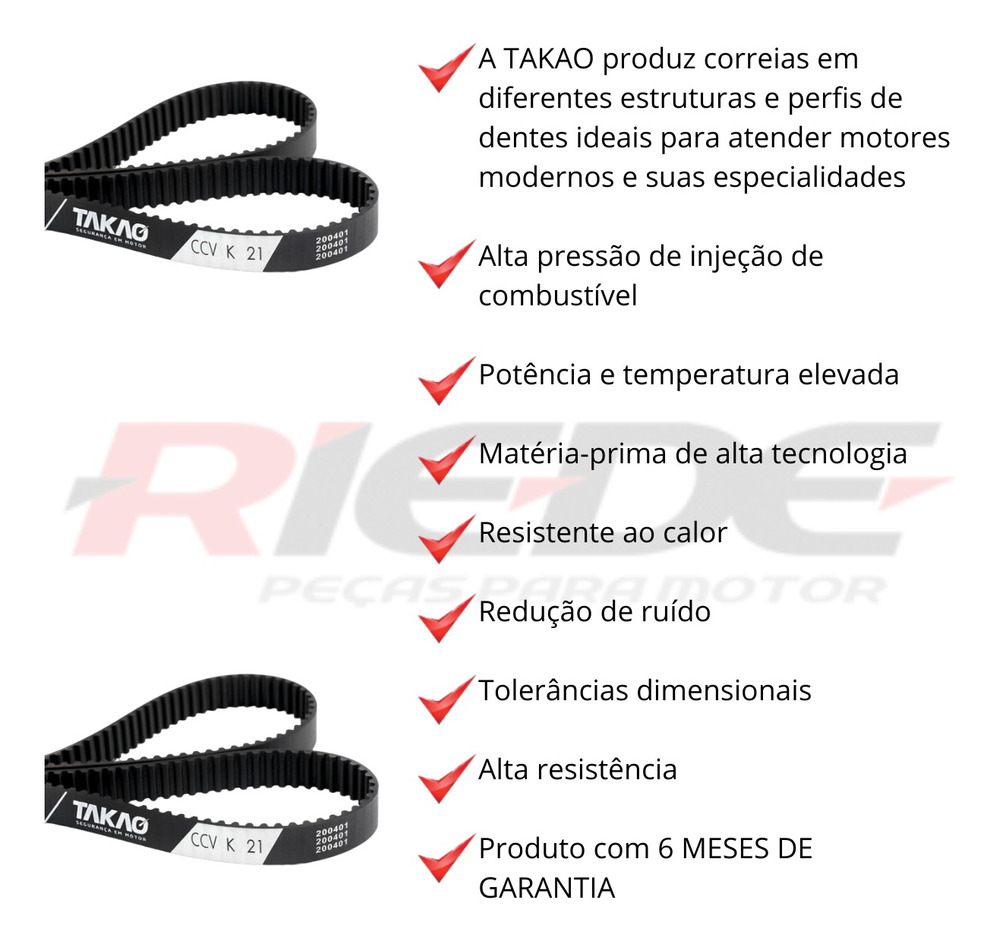 A TAKAO produz correias em
diferentes estruturas e perfis de
dentes ideais para atender motores
modernos e suas especialidades
TAKAO
SEGURANÇA EM MOTOR
CCV K 21
200401
200401
200401
Alta pressão de injeção de
combustível
Potência e temperatura elevada
RIEDE
PEÇAS PARA MOTOR
Matéria-prima de alta tecnologia
Resistente ao calor
Redução de ruído
Tolerâncias dimensionais
Alta resistência
TAKAO
SEGURANÇA EM MOTOR
CCV K 21
200401
200401
200401
Produto com 6 MESES DE
GARANTIA